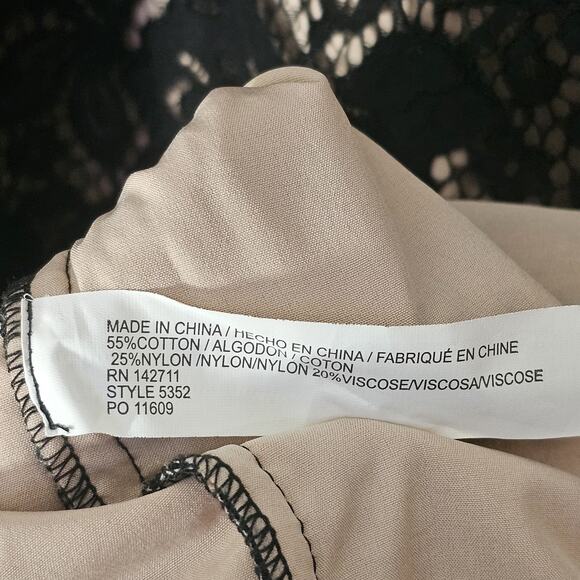 MADE IN CHINA / HECHO EN CHINA / FABRIQUÉ EN CHINE
55%COTTON / ALGODON / COTON
25%NYLON /NYLON/NYLON 20%VISCOSE/VISCOSA/VISCOSE
RN 142711
STYLE 5352
PO 11609